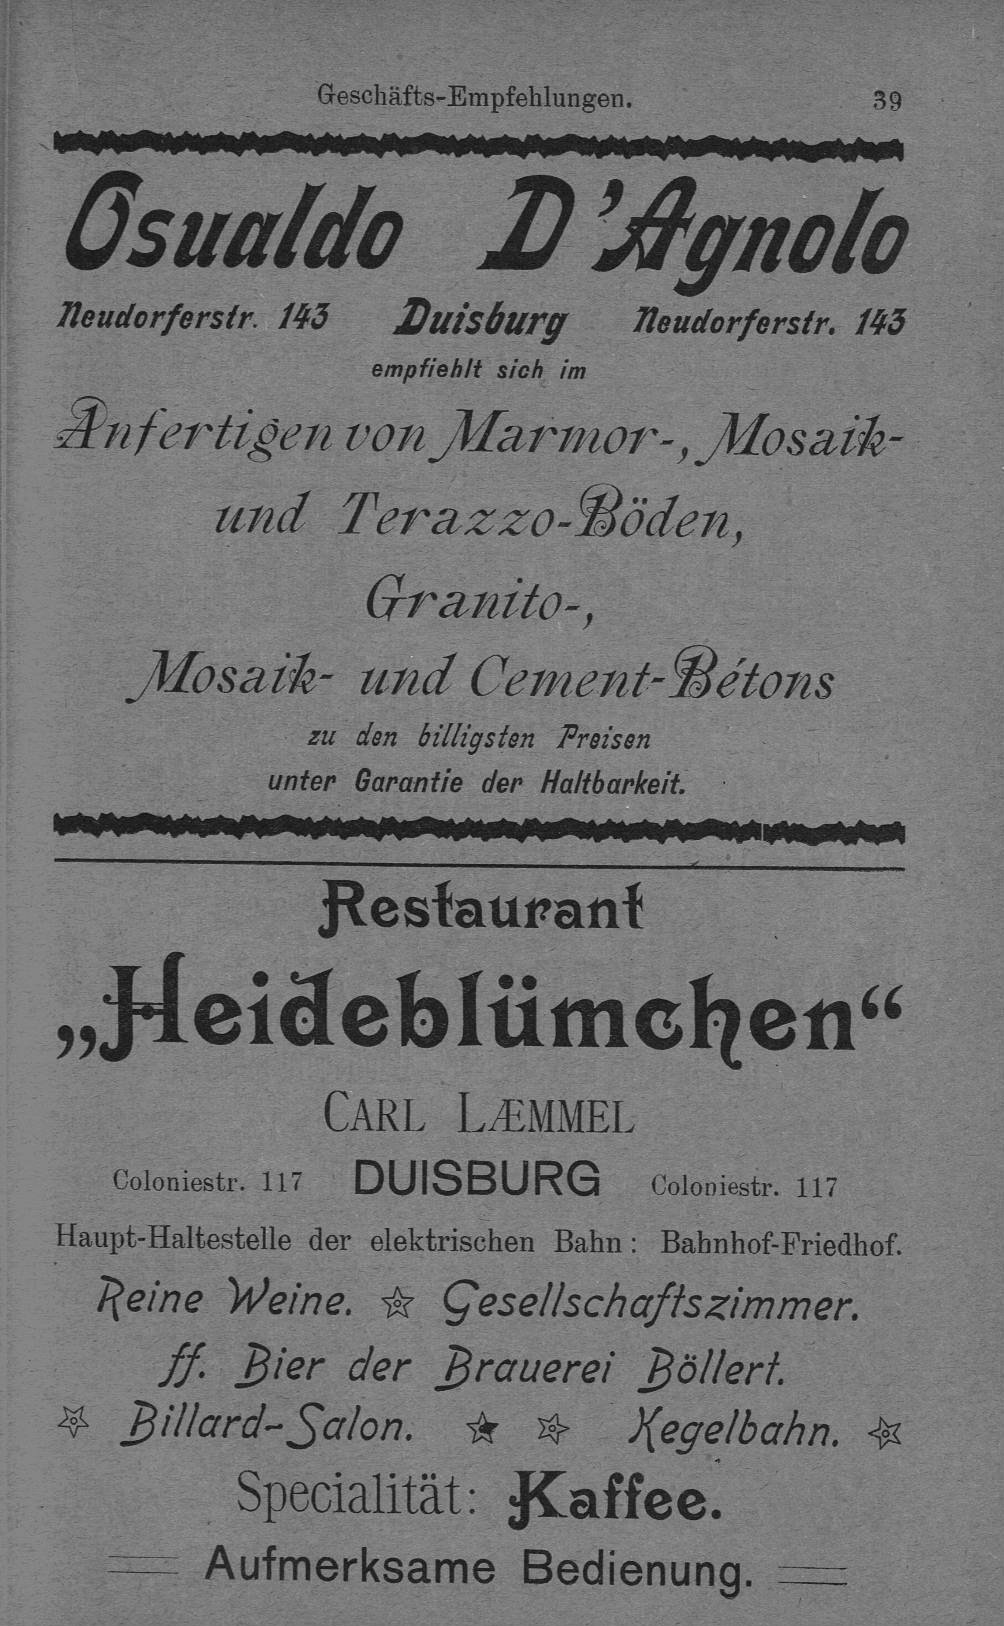 Geschäfts-Empfehlungen. 39
Osualdo D'Agnolo
Neudorferstr. 143 Duisburg Neudorferstr. 143
empfiehlt sich im
Anfertigen von Marmor-, Mosaik-
und Terazzo-Böden,
Granito-,
Mosaik- und Cement-Bétons
zu den billigsten Preisen
unter Garantie der Haltbarkeit.
Restaurant
„Heideblümchen“
CARL LÆMMEL
Coloniestr. 117 DUISBURG Coloniestr. 117
Haupt-Haltestelle der elektrischen Bahn: Bahnhof-Friedhof.
Reine Weine. Gesellschaftszimmer.
ff. Bier der Brauerei Böllert.
Billard-Salon. Kegelbahn.
Specialität: Kaffee.
Aufmerksame Bedienung.